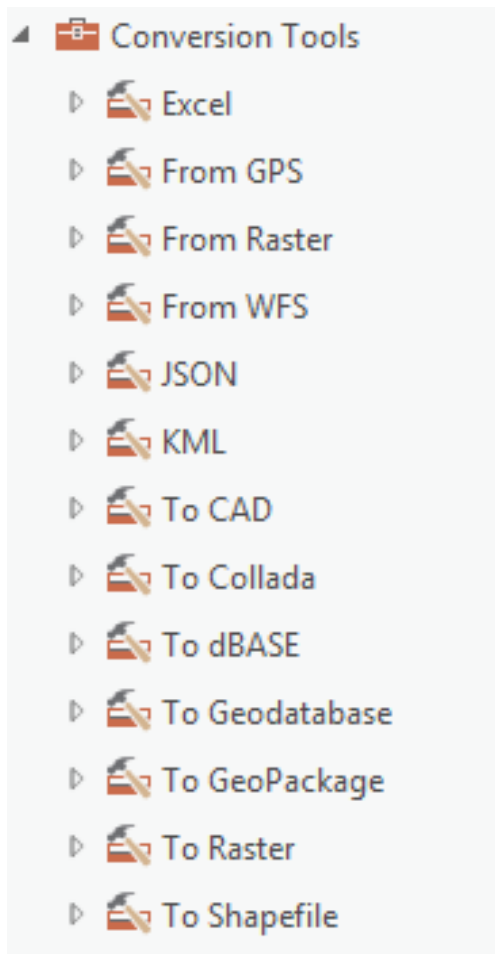 Conversion Tools
Excel
From GPS
From Raster
From WFS
JSON
KML
To CAD
To Collada
To dBASE
To Geodatabase
To GeoPackage
To Raster
To Shapefile